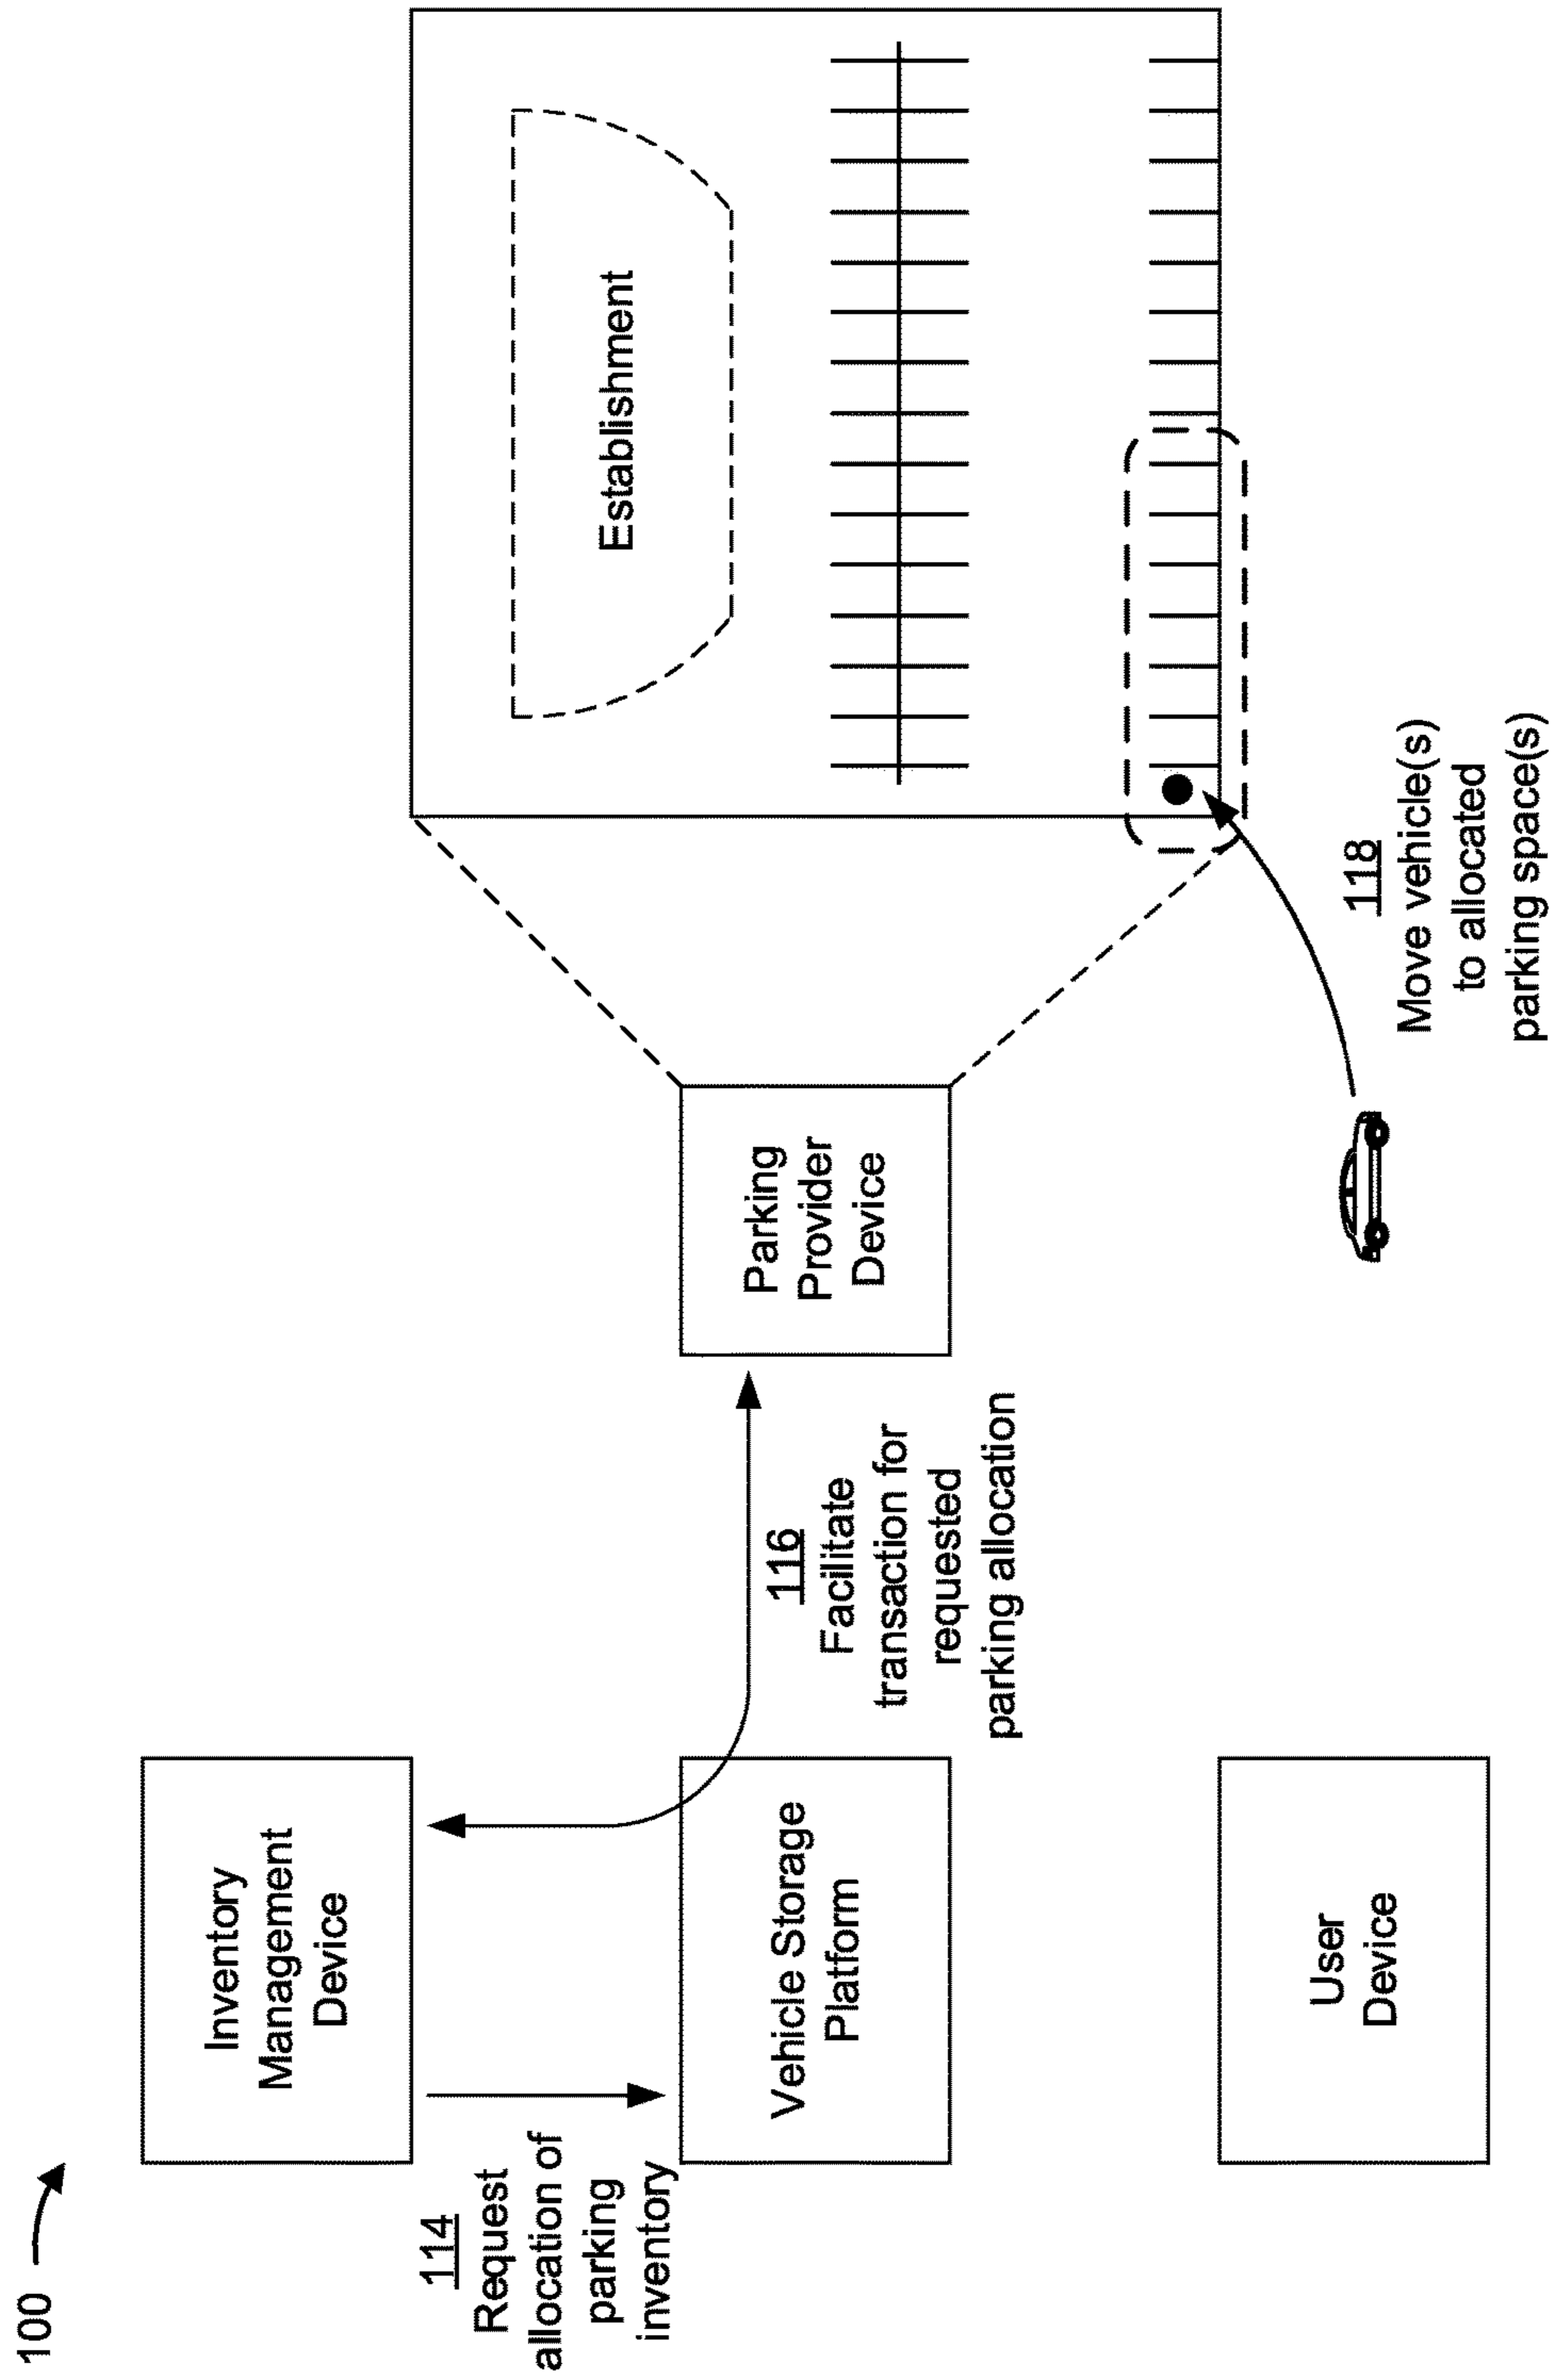 100
Inventory
Management
Device
114
Request
allocation of
parking
inventory
Vehicle Storage
Platform
User
Device
116
Facilitate
transaction for
requested
parking allocation
Parking
Provider
Device
Establishment
118
Move vehicle(s)
to allocated
parking space(s)